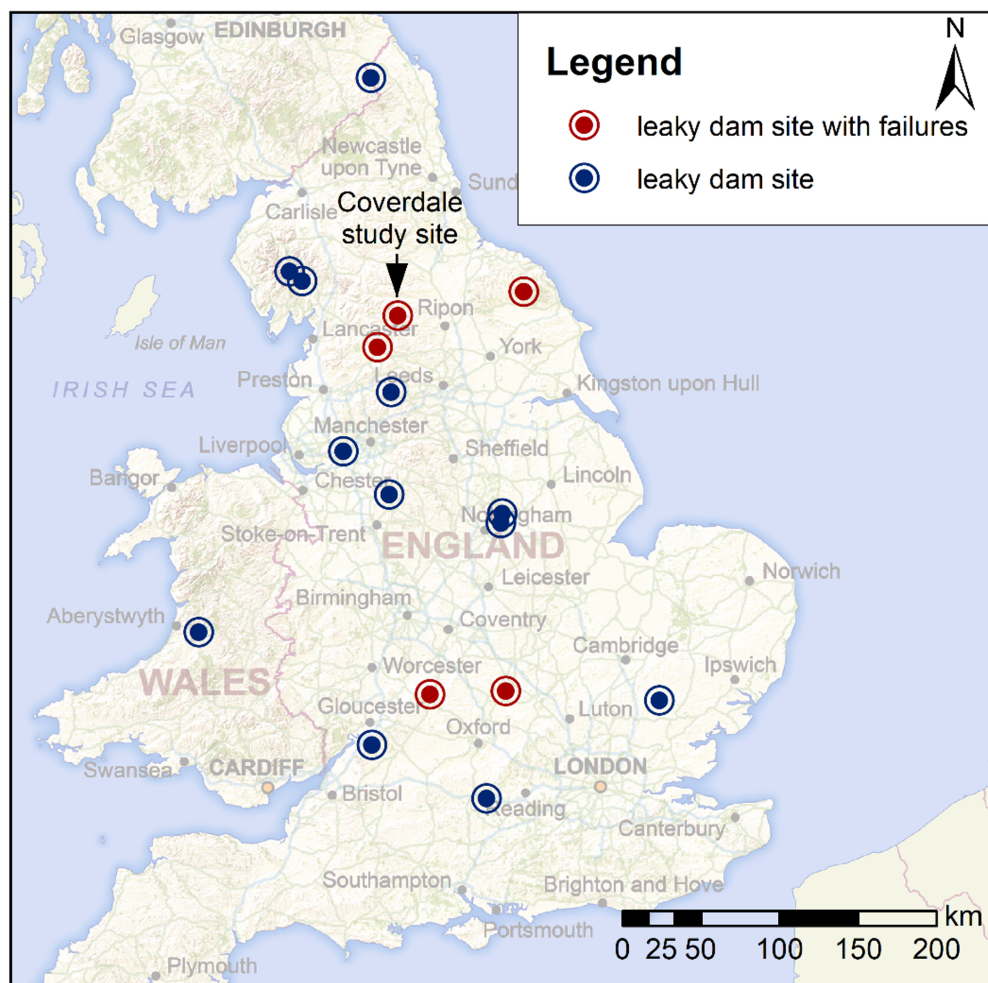 Glasgow
EDINBURGH
N
Legend
leaky dam site with failures
leaky dam site
Newcastle
upon Tyne
Sund
Carlisle
Coverdale
study site
Ripon
Lancaster
Isle of Man
York
IRISH SEA
Preston
Leeds
Kingston upon Hull
Manchester
Liverpool
Sheffield
Bangor
Chester
Lincoln
Nottingham
Stoke-on-Trent
ENGLAND
Leicester
Norwich
Birmingham
Aberystwyth
Coventry
Cambridge
Worcester
Ipswich
WALES
Gloucester
Luton
Oxford
Swansea
CARDIFF
LONDON
Bristol
Reading
Canterbury
Southampton
Brighton and Hove
Portsmouth
km
0 25 50 100 150 200
Plymouth